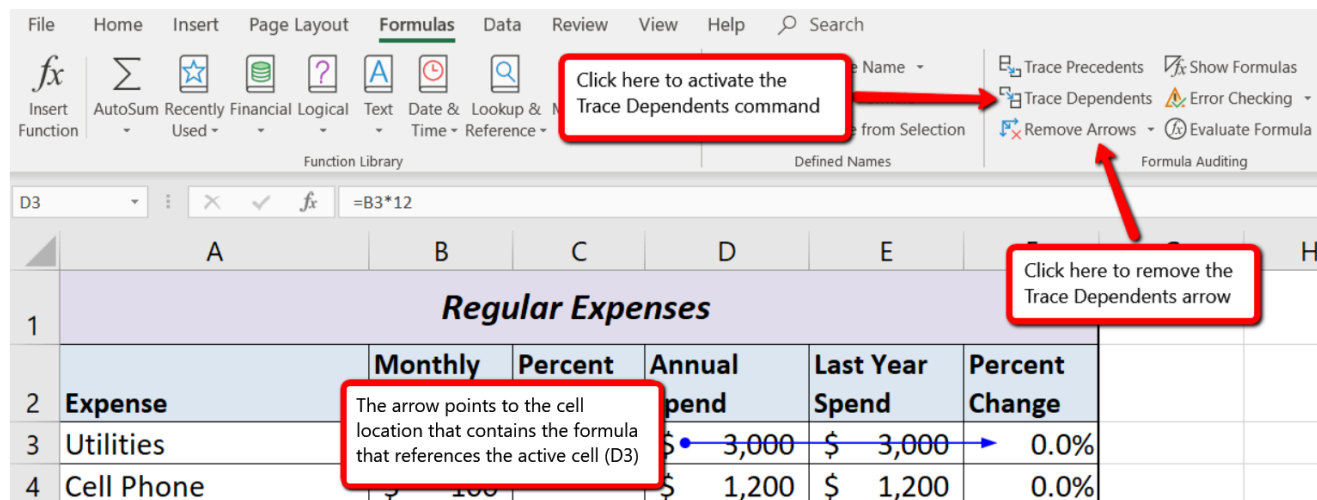 File Home Insert Page Layout Formulas Data Review View Help Search
Click here to activate the
Trace Dependents command
Name
from Selection
Trace Precedents Show Formulas
Trace Dependents Error Checking
Remove Arrows Evaluate Formula
Insert
Function
AutoSum Recently
Used
Financial Logical Text Date &
Time
Lookup &
Reference
Function Library Defined Names Formula Auditing
D3 fx =B3*12
A B C D E H
Click here to remove the
Trace Dependents arrow
1 Regular Expenses
Monthly Percent Annual Last Year Percent
2 Expense Spend Change
The arrow points to the cell
location that contains the formula
that references the active cell (D3)
3 Utilities $ 3,000 $ 3,000 0.0%
4 Cell Phone $ 100 $ 1,200 $ 1,200 0.0%